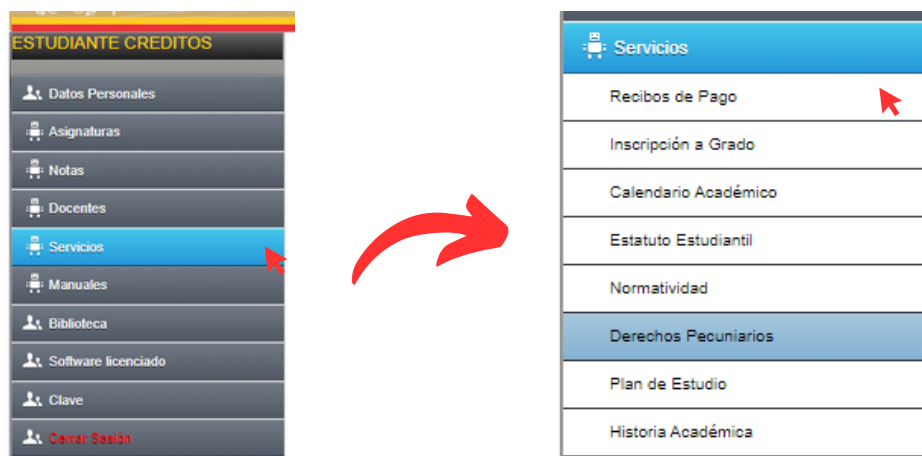 ESTUDIANTE CREDITOS
Datos Personales
Asignaturas
Notas
Docentes
Servicios
Manuales
Biblioteca
Software licenciado
Clave
Cerrar Sesión
Servicios
Recibos de Pago
Inscripción a Grado
Calendario Académico
Estatuto Estudiantil
Normatividad
Derechos Pecuniarios
Plan de Estudio
Historia Académica